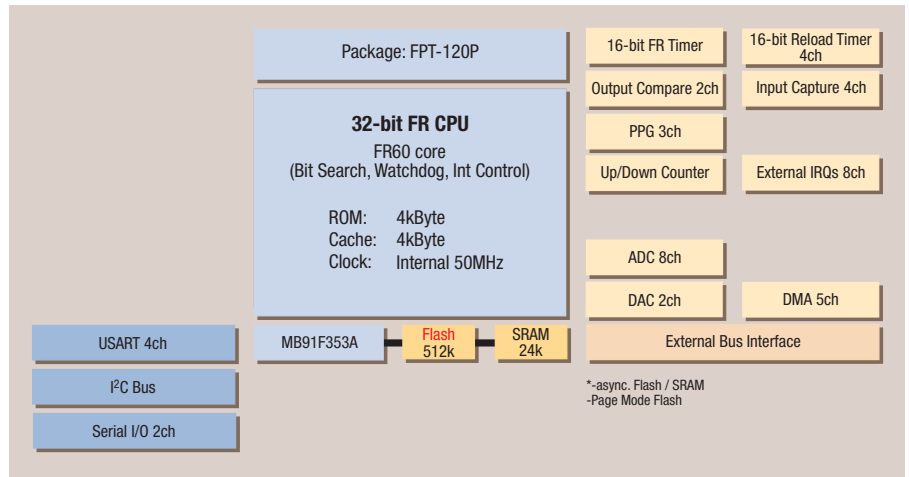 Package: FPT-120P
32-bit FR CPU
FR60 core
(Bit Search, Watchdog, Int Control)
ROM: 4kByte
Cache: 4kByte
Clock: Internal 50MHz
16-bit FR Timer
16-bit Reload Timer
4ch
Output Compare 2ch
Input Capture 4ch
PPG 3ch
Up/Down Counter
External IRQs 8ch
ADC 8ch
DAC 2ch
DMA 5ch
USART 4ch
I²C Bus
Serial I/O 2ch
MB91F353A
Flash
512k
SRAM
24k
External Bus Interface
*-async. Flash / SRAM
-Page Mode Flash